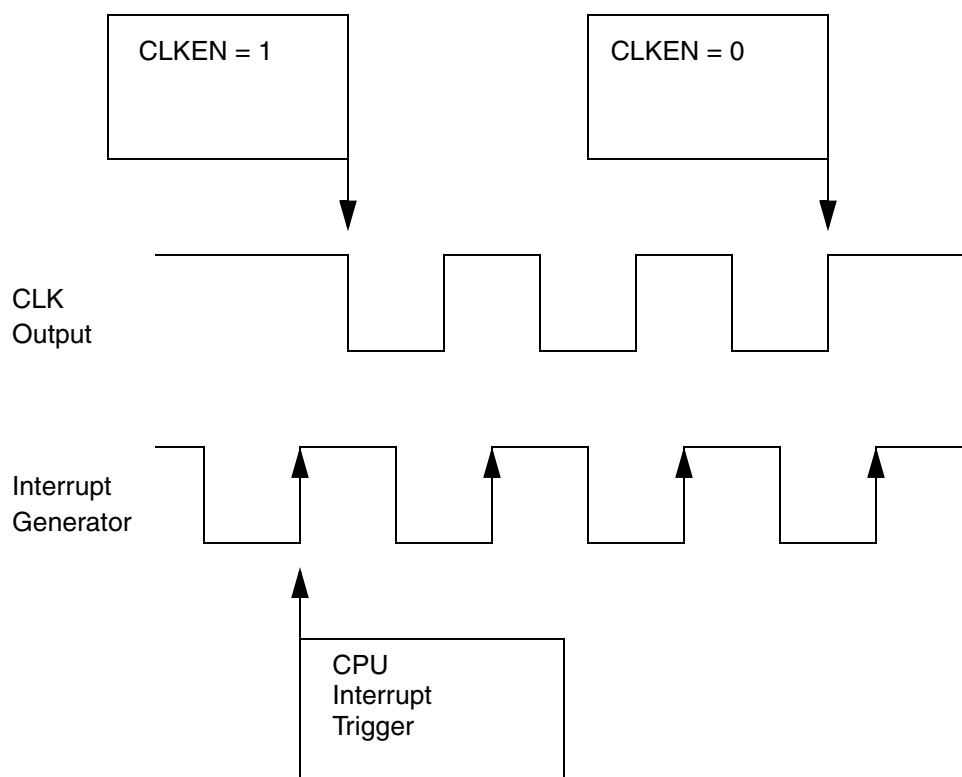 CLKEN = 1
CLKEN = 0
CLK
Output
Interrupt
Generator
CPU
Interrupt
Trigger